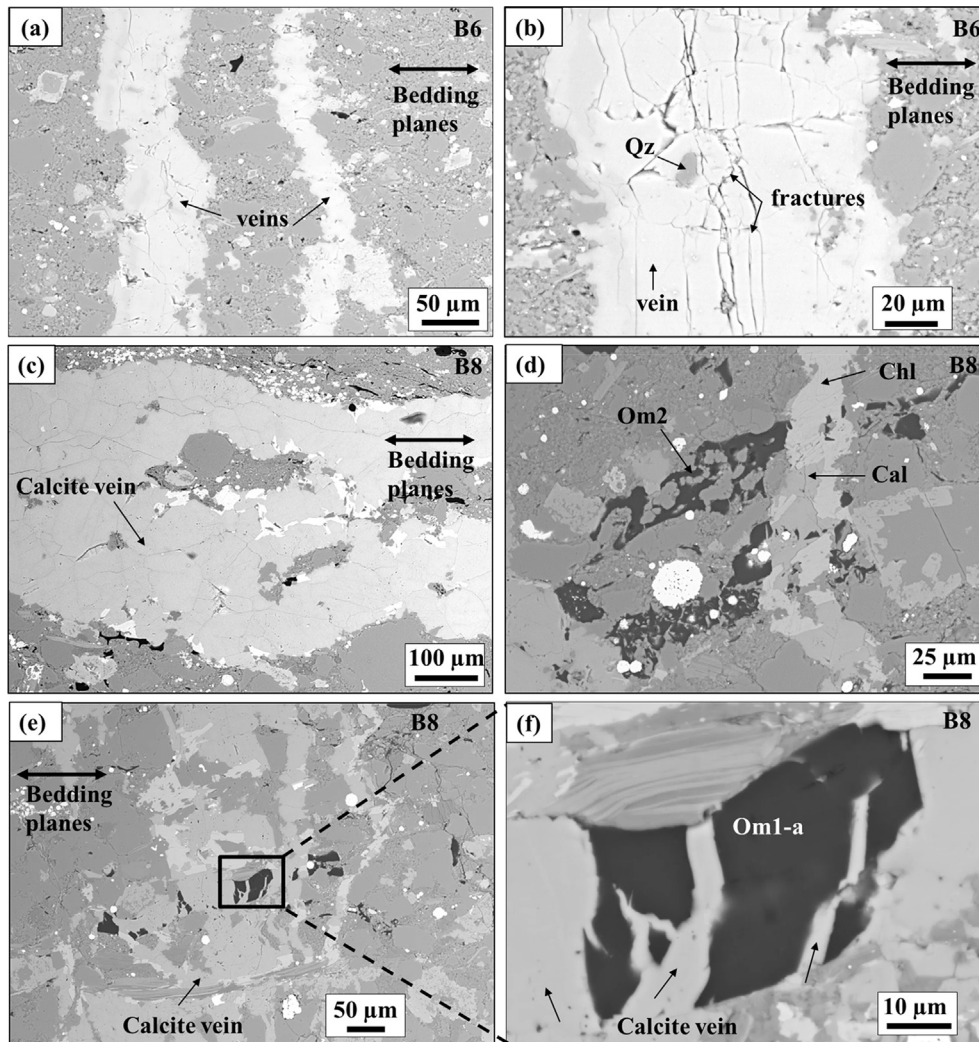 (a)
B6
Bedding
planes
veins
50 µm
(b)
B6
Bedding
planes
Qz
fractures
vein
20 µm
(c)
B8
Bedding
planes
Calcite vein
100 µm
(d)
B8
Chl
Om2
Cal
25 µm
(e)
B8
Bedding
planes
Calcite vein
50 µm
(f)
B8
Om1-a
Calcite vein
10 µm